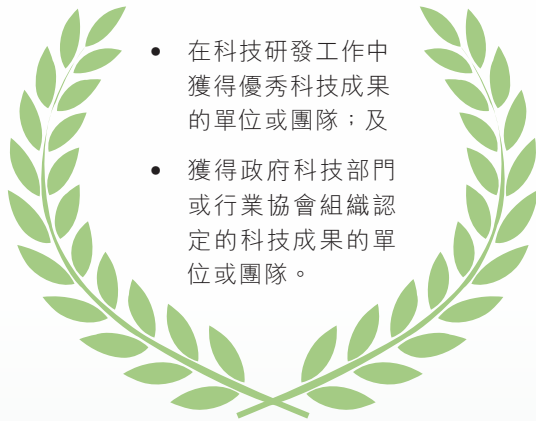 • 在科技研發工作中
獲得優秀科技成果
的單位或團隊；及
• 獲得政府科技部門
或行業協會組織認
定的科技成果的單
位或團隊。